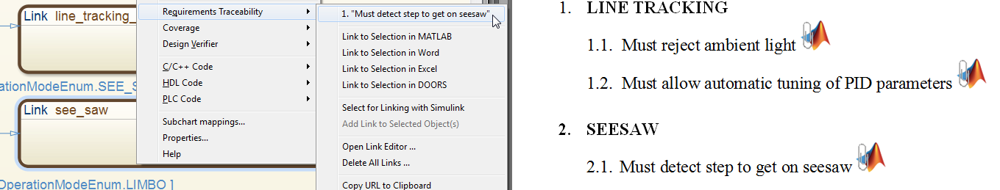 Link line_tracking_
ationModeEnum.SEE_S
Link see_saw
OperationModeEnum.LIMBO ]
Requirements Traceability
Coverage
Design Verifier
C/C++ Code
HDL Code
PLC Code
Subchart mappings...
Properties...
Help
1. "Must detect step to get on seesaw"
Link to Selection in MATLAB
Link to Selection in Word
Link to Selection in Excel
Link to Selection in DOORS
Select for Linking with Simulink
Add Link to Selected Object(s)
Open Link Editor ...
Delete All Links ...
Copy URL to Clipboard
1. LINE TRACKING
1.1. Must reject ambient light
1.2. Must allow automatic tuning of PID parameters
2. SEESAW
2.1. Must detect step to get on seesaw